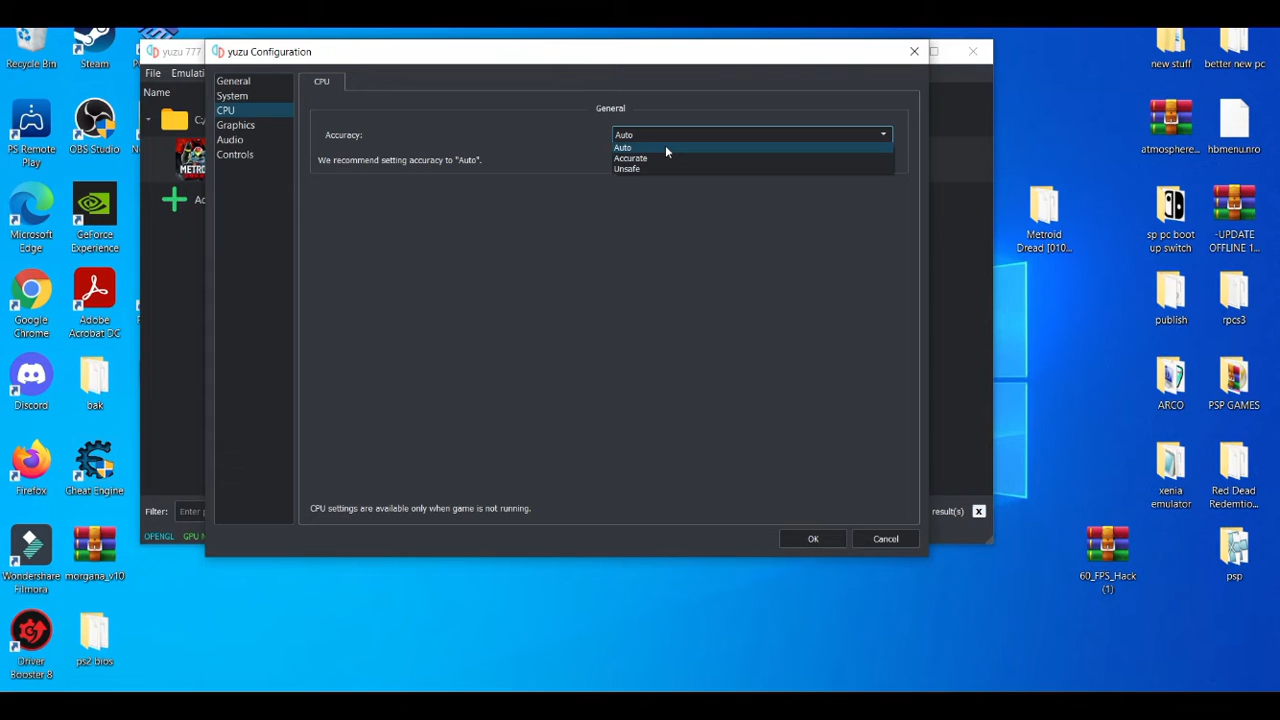 Recycle Bin
Steam
PS Remote
Play
OBS Studio
Microsoft
Edge
GeForce
Experience
Google
Chrome
Adobe
Acrobat DC
Discord
bak
Firefox
Cheat Engine
Wondershare
Filmora
morgana_v10
Driver
Booster 8
ps2 bios
yuzu 777
File
Emulati
Name
METRO
Filter:
Enter p
result(s)
X
OPENGL
GPU
yuzu Configuration
General
System
CPU
Graphics
Audio
Controls
CPU
General
Accuracy:
Auto
Auto
Accurate
Unsafe
We recommend setting accuracy to "Auto".
CPU settings are available only when game is not running.
OK
Cancel
new stuff
better new pc
atmosphere...
hbmenu.nro
Metroid
Dread [010...
sp pc boot
up switch
-UPDATE
OFFLINE 1...
publish
rpcs3
ARCO
PSP GAMES
xenia
emulator
Red Dead
Redemtio...
60_FPS_Hack
(1)
psp